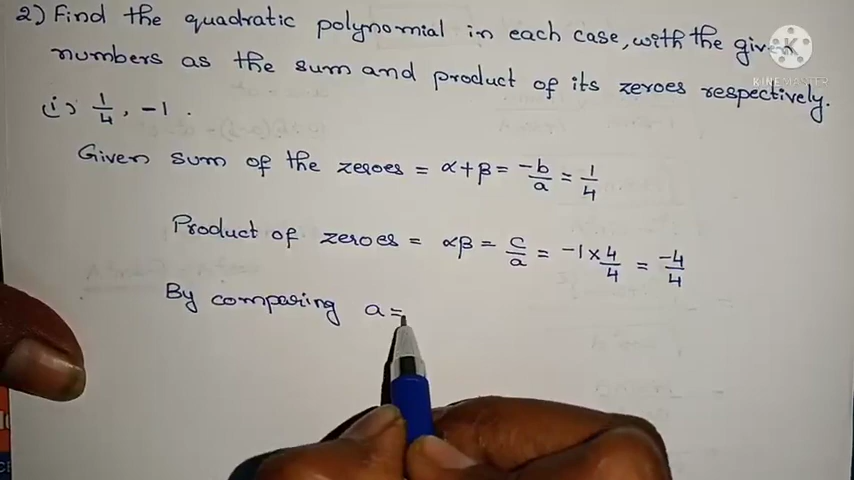 2) Find the quadratic polynomial in each case, with the given
numbers as the sum and product of its zeroes respectively.
(i) 1/4, -1.
Given sum of the zeroes = α+β = -b/a = 1/4
Product of zeroes = αβ = c/a = -1 × 4/4 = -4/4
By comparing a =
KINEMASTER